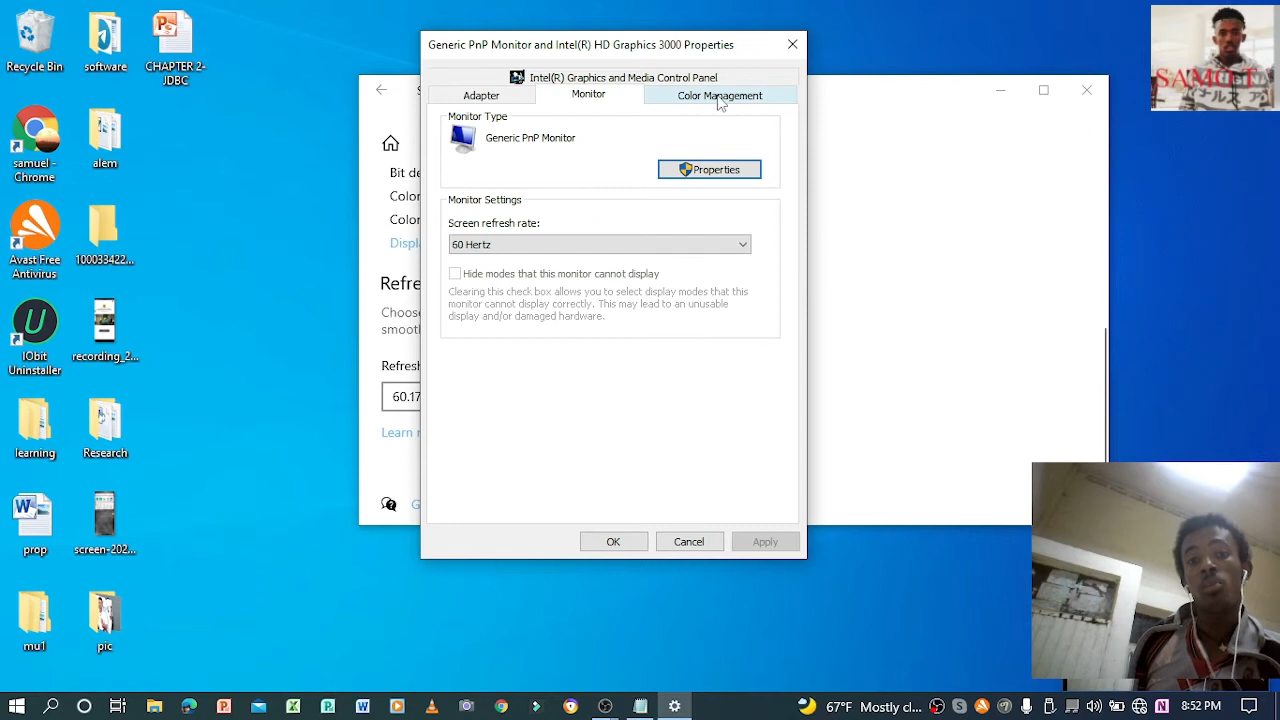 Recycle Bin
software
CHAPTER 2-
JDBC
samuel -
Chrome
alem
Avast Free
Antivirus
100033422...
IObit
Uninstaller
recording_2...
learning
Research
prop
screen-202...
mu1
pic
Generic PnP Monitor and Intel(R) HD Graphics 3000 Properties
Intel(R) Graphics and Media Control Panel
Adapter
Monitor
Color Management
Monitor Type
Generic PnP Monitor
Properties
Monitor Settings
Screen refresh rate:
60 Hertz
Hide modes that this monitor cannot display
Clearing this check box allows you to select display modes that this
monitor cannot display correctly. This may lead to an unusable
display and/or damaged hardware.
OK
Cancel
Apply
Bit de
Color
Color
Displa
Refre
Choose
smoot
Refresh
60.17
Learn r
G
SAMOT
67°F Mostly cl...
8:52 PM